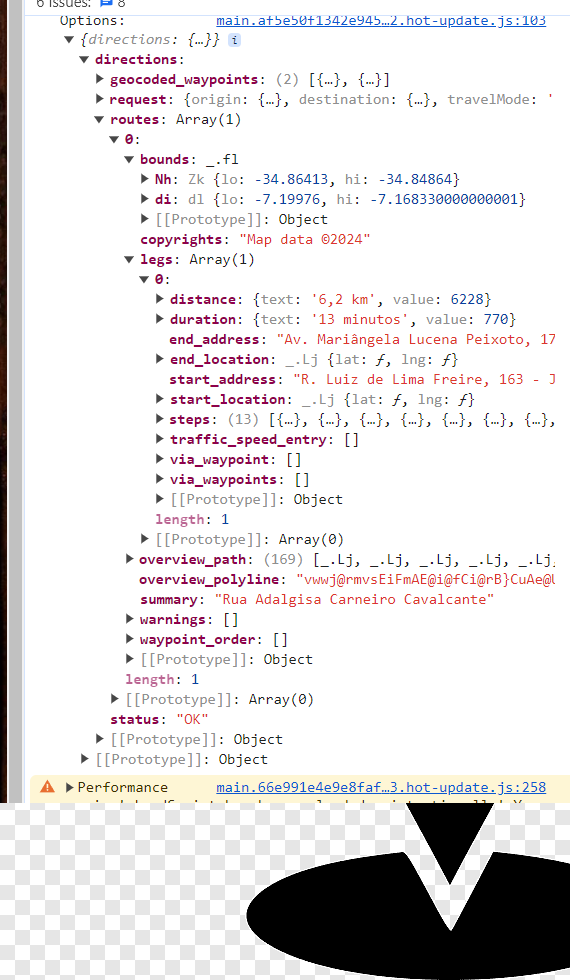 6 Issues: 8
Options: main.af5e50f1342e945…2.hot-update.js:103
{directions: {…}} i
directions:
geocoded_waypoints: (2) [{…}, {…}]
request: {origin: {…}, destination: {…}, travelMode: '
routes: Array(1)
0:
bounds: _.fl
Nh: Zk {lo: -34.86413, hi: -34.84864}
di: dl {lo: -7.19976, hi: -7.168330000000001}
[[Prototype]]: Object
copyrights: "Map data ©2024"
legs: Array(1)
0:
distance: {text: '6,2 km', value: 6228}
duration: {text: '13 minutos', value: 770}
end_address: "Av. Mariângela Lucena Peixoto, 17
end_location: _.Lj {lat: ƒ, lng: ƒ}
start_address: "R. Luiz de Lima Freire, 163 - J
start_location: _.Lj {lat: ƒ, lng: ƒ}
steps: (13) [{…}, {…}, {…}, {…}, {…}, {…},
traffic_speed_entry: []
via_waypoint: []
via_waypoints: []
[[Prototype]]: Object
length: 1
[[Prototype]]: Array(0)
overview_path: (169) [_.Lj, _.Lj, _.Lj, _.Lj, _.Lj,
overview_polyline: "vwwj@rmvsEiFmAE@i@fCi@rB}CuAe@U
summary: "Rua Adalgisa Carneiro Cavalcante"
warnings: []
waypoint_order: []
[[Prototype]]: Object
length: 1
[[Prototype]]: Array(0)
status: "OK"
[[Prototype]]: Object
[[Prototype]]: Object
Performance main.66e991e4e9e8faf…3.hot-update.js:258